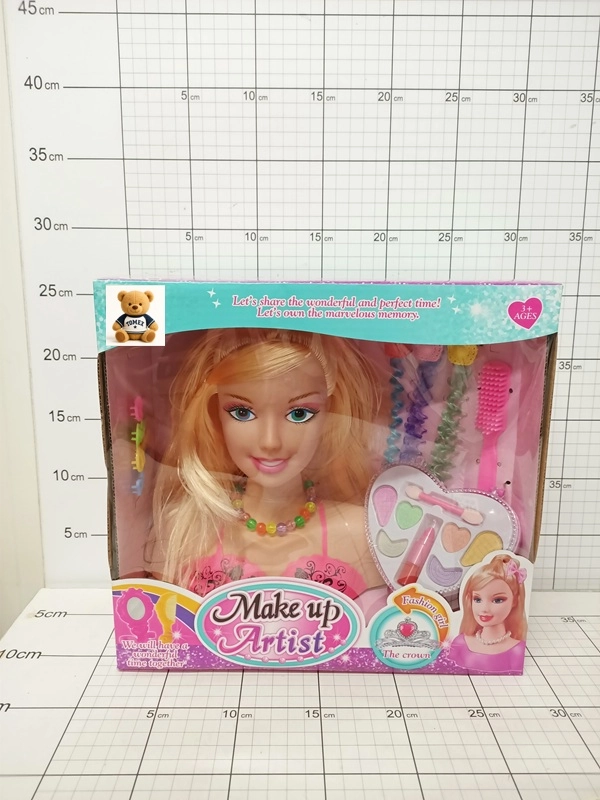 45cm
40cm
5cm 10cm 15cm 20cm 25cm 30cm 35cm
35cm
30cm
5cm 10cm 15cm 20cm 25cm 30cm 35
25cm
20cm
15cm
10cm
5cm
35cm
Let's share the wonderful and perfect time!
Let's own the marvelous memory.
3+
AGES
TOMEX
Make up
Artist
We will have a
wonderful
time together
Fashion girl
The crown
5cm
10cm
35cm
5cm 10cm 15cm 20cm 25cm 30cm